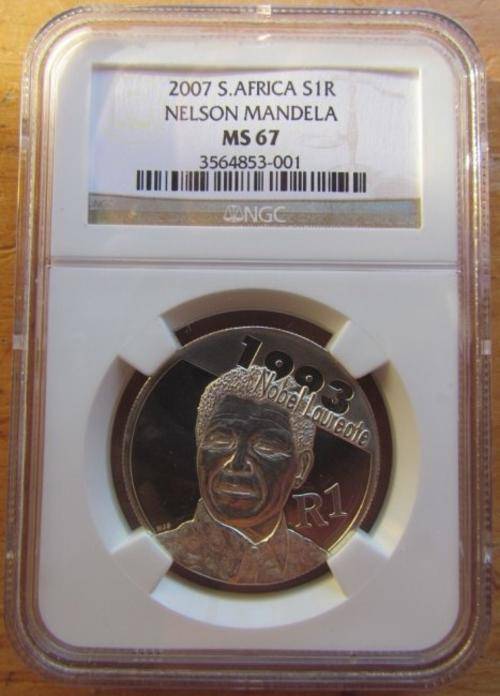 2007 S.AFRICA S1R
NELSON MANDELA
MS 67
3564853-001
NGC
1993
Nobel Laureate
R1